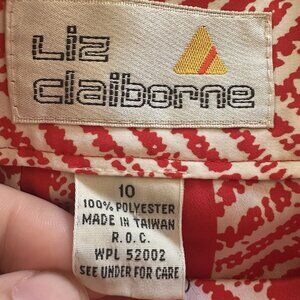 Liz
claiborne
10
100% POLYESTER
MADE IN TAIWAN
R.O.C.
WPL 52002
SEE UNDER FOR CARE